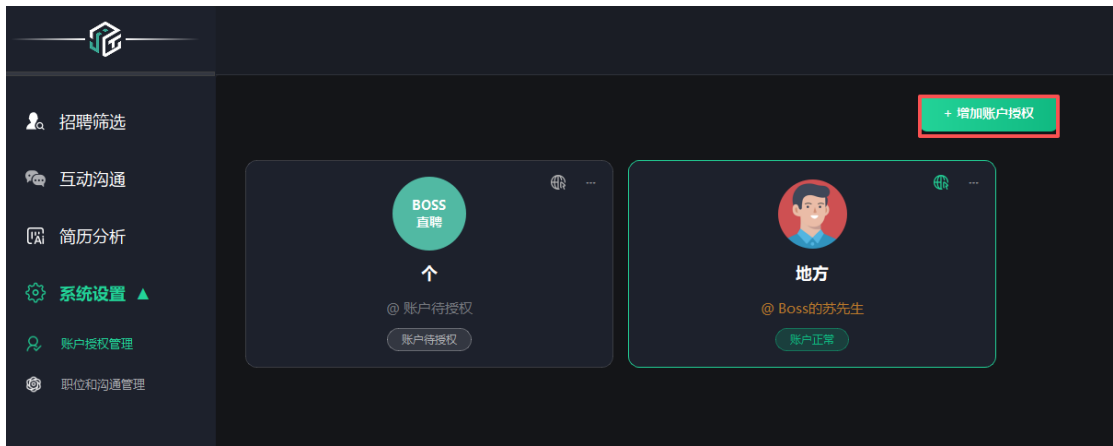 招聘筛选
互动沟通
简历分析
系统设置 ▲
账户授权管理
职位和沟通管理
+ 增加账户授权
BOSS
直聘
个
@ 账户待授权
账户待授权
地方
@ Boss的苏先生
账户正常